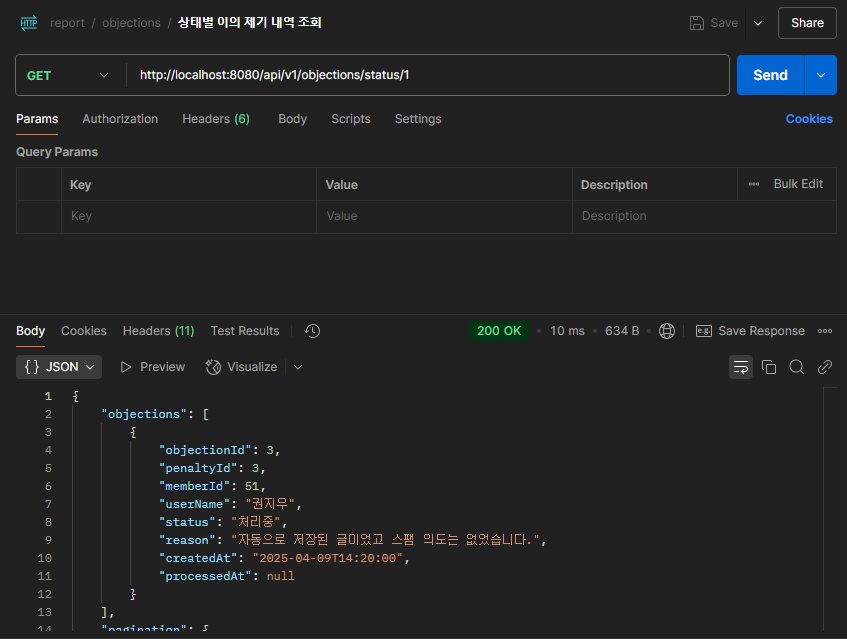 HTTP report / objections / 상태별 이의 제기 내역 조회 Save Share
GET http://localhost:8080/api/v1/objections/status/1 Send
Params Authorization Headers (6) Body Scripts Settings Cookies
Query Params
Key Value Description ••• Bulk Edit
Key Value Description
Body Cookies Headers (11) Test Results 200 OK • 10 ms • 634 B • e.g. Save Response •••
{} JSON Preview Visualize
1 {
2 "objections": [
3 {
4 "objectionId": 3,
5 "penaltyId": 3,
6 "memberId": 51,
7 "userName": "권지우",
8 "status": "처리중",
9 "reason": "자동으로 저장된 글이었고 스팸 의도는 없었습니다.",
10 "createdAt": "2025-04-09T14:20:00",
11 "processedAt": null
12 }
13 ],
14 "pagination": {